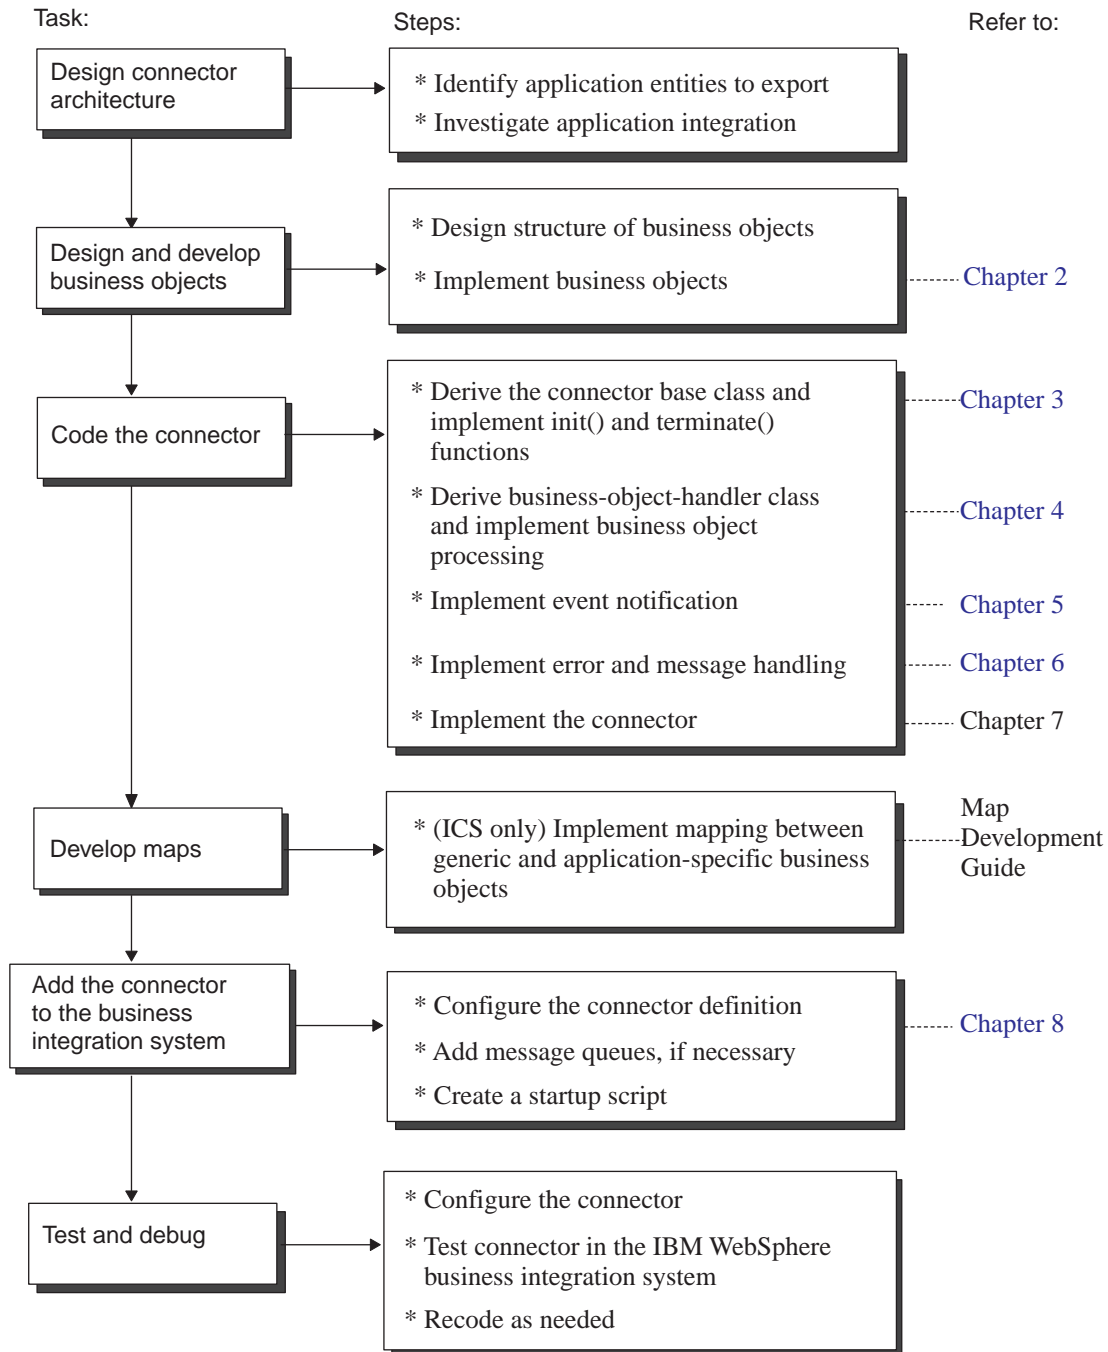 Task:
Steps:
Refer to:
Design connector
architecture
* Identify application entities to export
* Investigate application integration
Design and develop
business objects
* Design structure of business objects
* Implement business objects
Chapter 2
Code the connector
* Derive the connector base class and
implement init() and terminate()
functions
Chapter 3
* Derive business-object-handler class
and implement business object
processing
Chapter 4
* Implement event notification
Chapter 5
* Implement error and message handling
Chapter 6
* Implement the connector
Chapter 7
Develop maps
* (ICS only) Implement mapping between
generic and application-specific business
objects
Map
Development
Guide
Add the connector
to the business
integration system
* Configure the connector definition
* Add message queues, if necessary
* Create a startup script
Chapter 8
Test and debug
* Configure the connector
* Test connector in the IBM WebSphere
business integration system
* Recode as needed